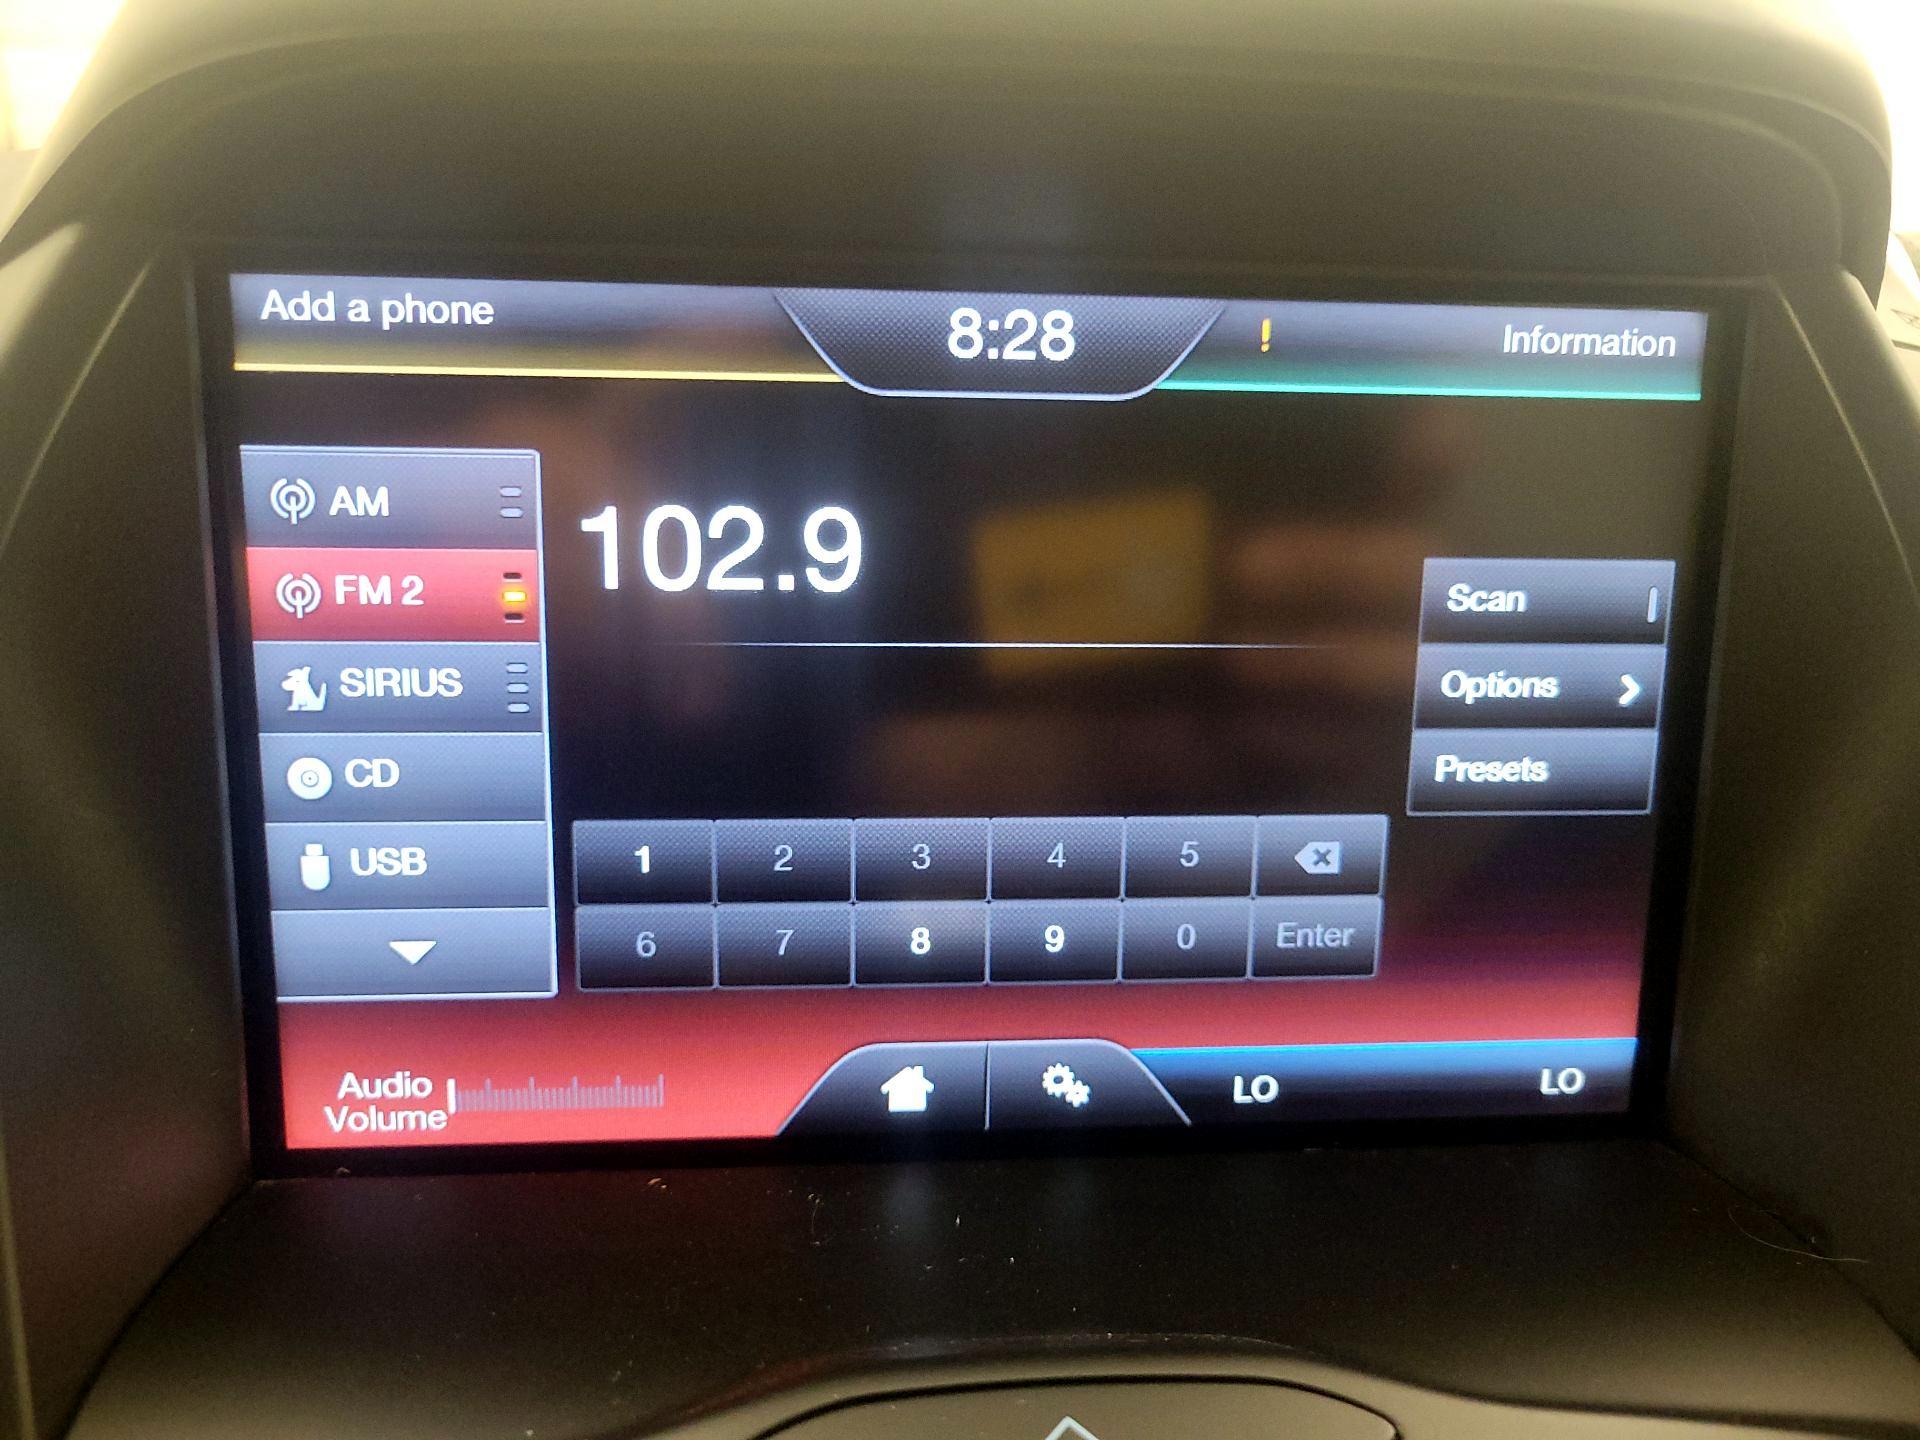 Add a phone
8:28
!
Information
AM
FM 2
SIRIUS
CD
USB
102.9
Scan
Options
Presets
1 2 3 4 5
6 7 8 9 0 Enter
Audio
Volume
LO
LO